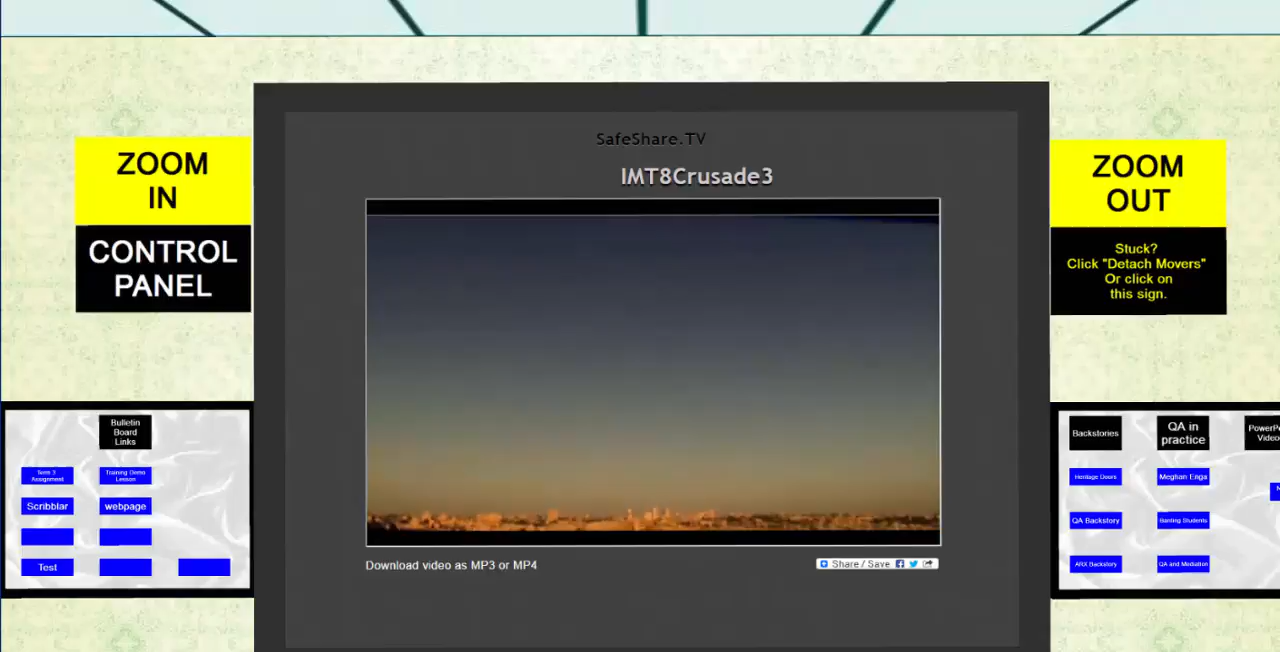 SafeShare.TV
IMT8Crusade3
ZOOM
IN
CONTROL
PANEL
ZOOM
OUT
Stuck?
Click "Detach Movers"
Or click on
this sign.
Download video as MP3 or MP4
Share / Save
Bulletin
Board
Links
Term 3
Assignment
Training Demo
Lesson
Scribblar
webpage
Test
Backstories
QA in
practice
Video
Heritage Doors
Meghan Enga
QA Backstory
Banting Students
ARX Backstory
QA and Mediation